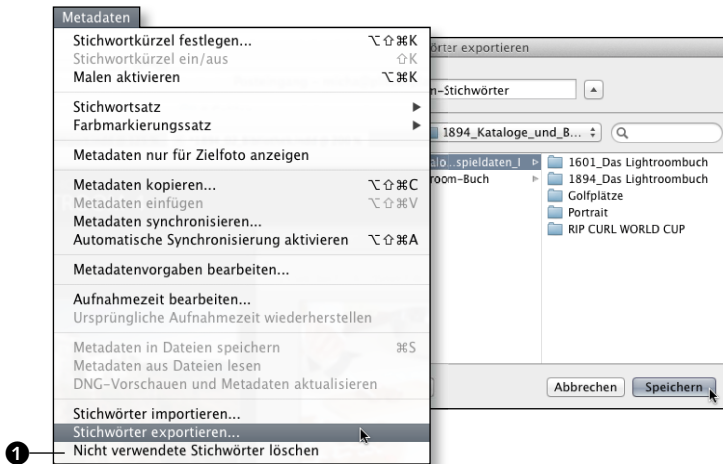 Metadaten
Stichwortkürzel festlegen... ⌥⇧⌘K
Stichwortkürzel ein/aus ⇧K
Malen aktivieren ⌥⌘K
Stichwortsatz ▶
Farbmarkierungssatz ▶
Metadaten nur für Zielfoto anzeigen
Metadaten kopieren... ⌥⇧⌘C
Metadaten einfügen ⌥⇧⌘V
Metadaten synchronisieren...
Automatische Synchronisierung aktivieren ⌥⇧⌘A
Metadatenvorgaben bearbeiten...
Aufnahmezeit bearbeiten...
Ursprüngliche Aufnahmezeit wiederherstellen
Metadaten in Dateien speichern ⌘S
Metadaten aus Dateien lesen
DNG-Vorschauen und Metadaten aktualisieren
Stichwörter importieren...
Stichwörter exportieren...
1 Nicht verwendete Stichwörter löschen
örter exportieren
n-Stichwörter
1894_Kataloge_und_B...
alo...spieldaten_I
room-Buch
1601_Das Lightroombuch
1894_Das Lightroombuch
Golfplätze
Portrait
RIP CURL WORLD CUP
Abbrechen Speichern